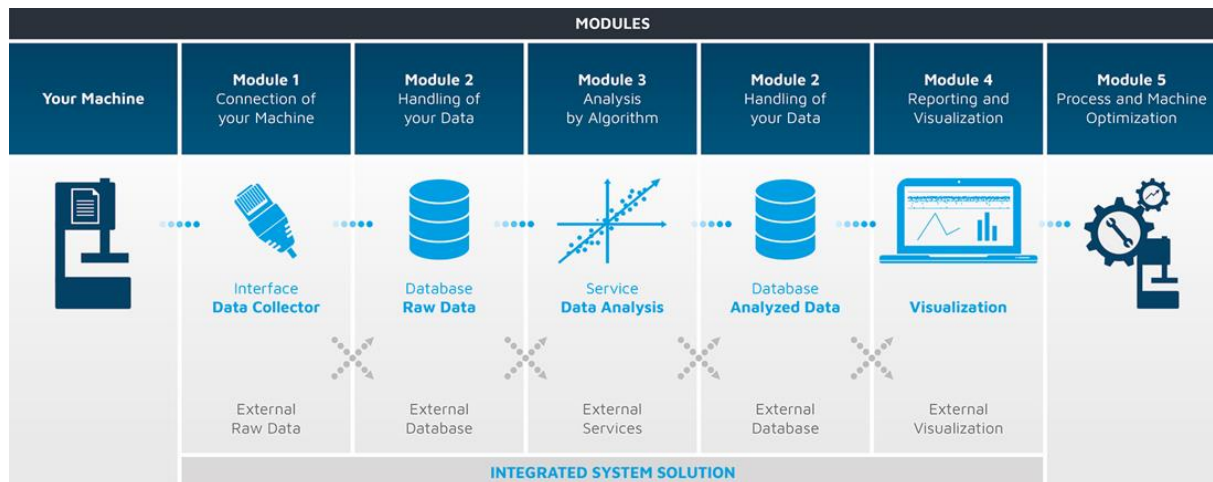 MODULES
Your Machine
Module 1
Connection of
your Machine
Module 2
Handling of
your Data
Module 3
Analysis
by Algorithm
Module 2
Handling of
your Data
Module 4
Reporting and
Visualization
Module 5
Process and Machine
Optimization
Interface
Data Collector
Database
Raw Data
Service
Data Analysis
Database
Analyzed Data
Visualization
External
Raw Data
External
Database
External
Services
External
Database
External
Visualization
INTEGRATED SYSTEM SOLUTION